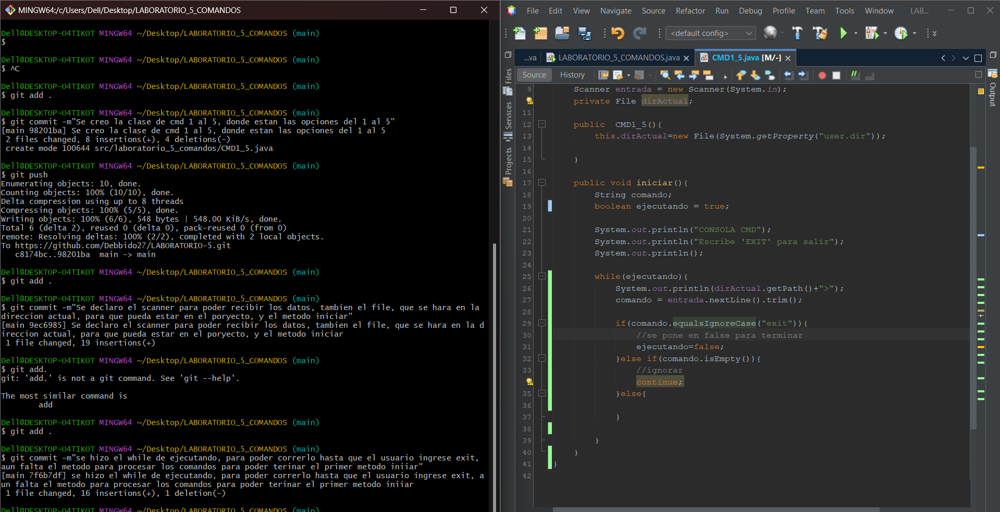 MINGW64:/c/Users/Dell/Desktop/LABORATORIO_5_COMANDOS
Dell@DESKTOP-O4TIKOT MINGW64 ~/Desktop/LABORATORIO_5_COMANDOS (main)
$
Dell@DESKTOP-O4TIKOT MINGW64 ~/Desktop/LABORATORIO_5_COMANDOS (main)
$ ^C
Dell@DESKTOP-O4TIKOT MINGW64 ~/Desktop/LABORATORIO_5_COMANDOS (main)
$ git add .
Dell@DESKTOP-O4TIKOT MINGW64 ~/Desktop/LABORATORIO_5_COMANDOS (main)
$ git commit -m"Se creo la clase de cmd 1 al 5, donde estan las opciones del 1 al 5"
[main 98201ba] Se creo la clase de cmd 1 al 5, donde estan las opciones del 1 al 5
2 files changed, 8 insertions(+), 4 deletions(-)
create mode 100644 src/laboratorio_5_comandos/CMD1_5.java
Dell@DESKTOP-O4TIKOT MINGW64 ~/Desktop/LABORATORIO_5_COMANDOS (main)
$ git push
Enumerating objects: 10, done.
Counting objects: 100% (10/10), done.
Delta compression using up to 8 threads
Compressing objects: 100% (5/5), done.
Writing objects: 100% (6/6), 548 bytes | 548.00 KiB/s, done.
Total 6 (delta 2), reused 0 (delta 0), pack-reused 0 (from 0)
remote: Resolving deltas: 100% (2/2), completed with 2 local objects.
To https://github.com/Debbido27/LABORATORIO-5.git
c8174bc..98201ba  main -> main
Dell@DESKTOP-O4TIKOT MINGW64 ~/Desktop/LABORATORIO_5_COMANDOS (main)
$ git add .
Dell@DESKTOP-O4TIKOT MINGW64 ~/Desktop/LABORATORIO_5_COMANDOS (main)
$ git commit -m"Se declaro el scanner para poder recibir los datos, tambien el file, que se hara en la
direccion actual, para que pueda estar en el poryecto, y el metodo iniciar"
[main 9ec6985] Se declaro el scanner para poder recibir los datos, tambien el file, que se hara en la d
ireccion actual, para que pueda estar en el poryecto, y el metodo iniciar
1 file changed, 19 insertions(+)
Dell@DESKTOP-O4TIKOT MINGW64 ~/Desktop/LABORATORIO_5_COMANDOS (main)
$ git add.
git: 'add.' is not a git command. See 'git --help'.
The most similar command is
add
Dell@DESKTOP-O4TIKOT MINGW64 ~/Desktop/LABORATORIO_5_COMANDOS (main)
$ git add .
Dell@DESKTOP-O4TIKOT MINGW64 ~/Desktop/LABORATORIO_5_COMANDOS (main)
$ git commit -m"se hizo el while de ejecutando, para poder correrlo hasta que el usuario ingrese exit,
aun falta el metodo para procesar los comandos para poder terinar el primer metodo iniiar"
[main 7f6b7df] se hizo el while de ejecutando, para poder correrlo hasta que el usuario ingrese exit, a
un falta el metodo para procesar los comandos para poder terinar el primer metodo iniiar
1 file changed, 16 insertions(+), 1 deletion(-)
Dell@DESKTOP-O4TIKOT MINGW64 ~/Desktop/LABORATORIO_5_COMANDOS (main)
File Edit View Navigate Source Refactor Run Debug Profile Team Tools Window LAB...
<default config>
...va LABORATORIO_5_COMANDOS.java CMD1_5.java [M/-]
Source History
Files
Services
Projects
Output
9 Scanner entrada = new Scanner(System.in);
private File dirActual;
11
12 public  CMD1_5(){
13 this.dirActual=new File(System.getProperty("user.dir"));
14
15 }
16
17 public void iniciar(){
18 String comando;
19 boolean ejecutando = true;
20
21 System.out.println("CONSOLA CMD");
22 System.out.println("Escribe 'EXIT' para salir");
23 System.out.println();
24
25 while(ejecutando){
26 System.out.println(dirActual.getPath()+">");
27 comando = entrada.nextLine().trim();
28
29 if(comando.equalsIgnoreCase("exit")){
30 //se pone en false para terminar
31 ejecutando=false;
32 }else if(comando.isEmpty()){
33 //ignorar
continue;
35 }else{
36
37 }
38
39 }
40 }
41 }
42